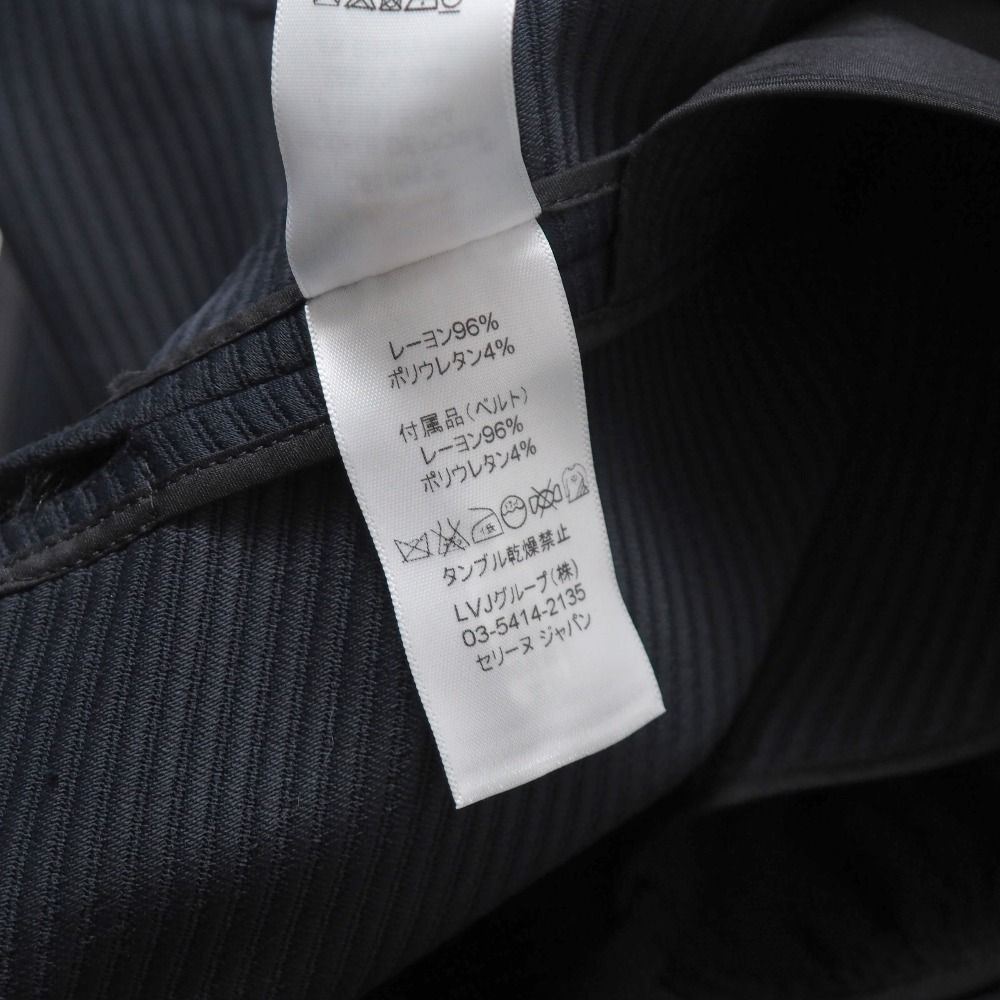 レーヨン96%
ポリウレタン4%
付属品(ベルト)
レーヨン96%
ポリウレタン4%
タンブル乾燥禁止
LVJグループ(株)
03-5414-2135
セリーヌ ジャパン